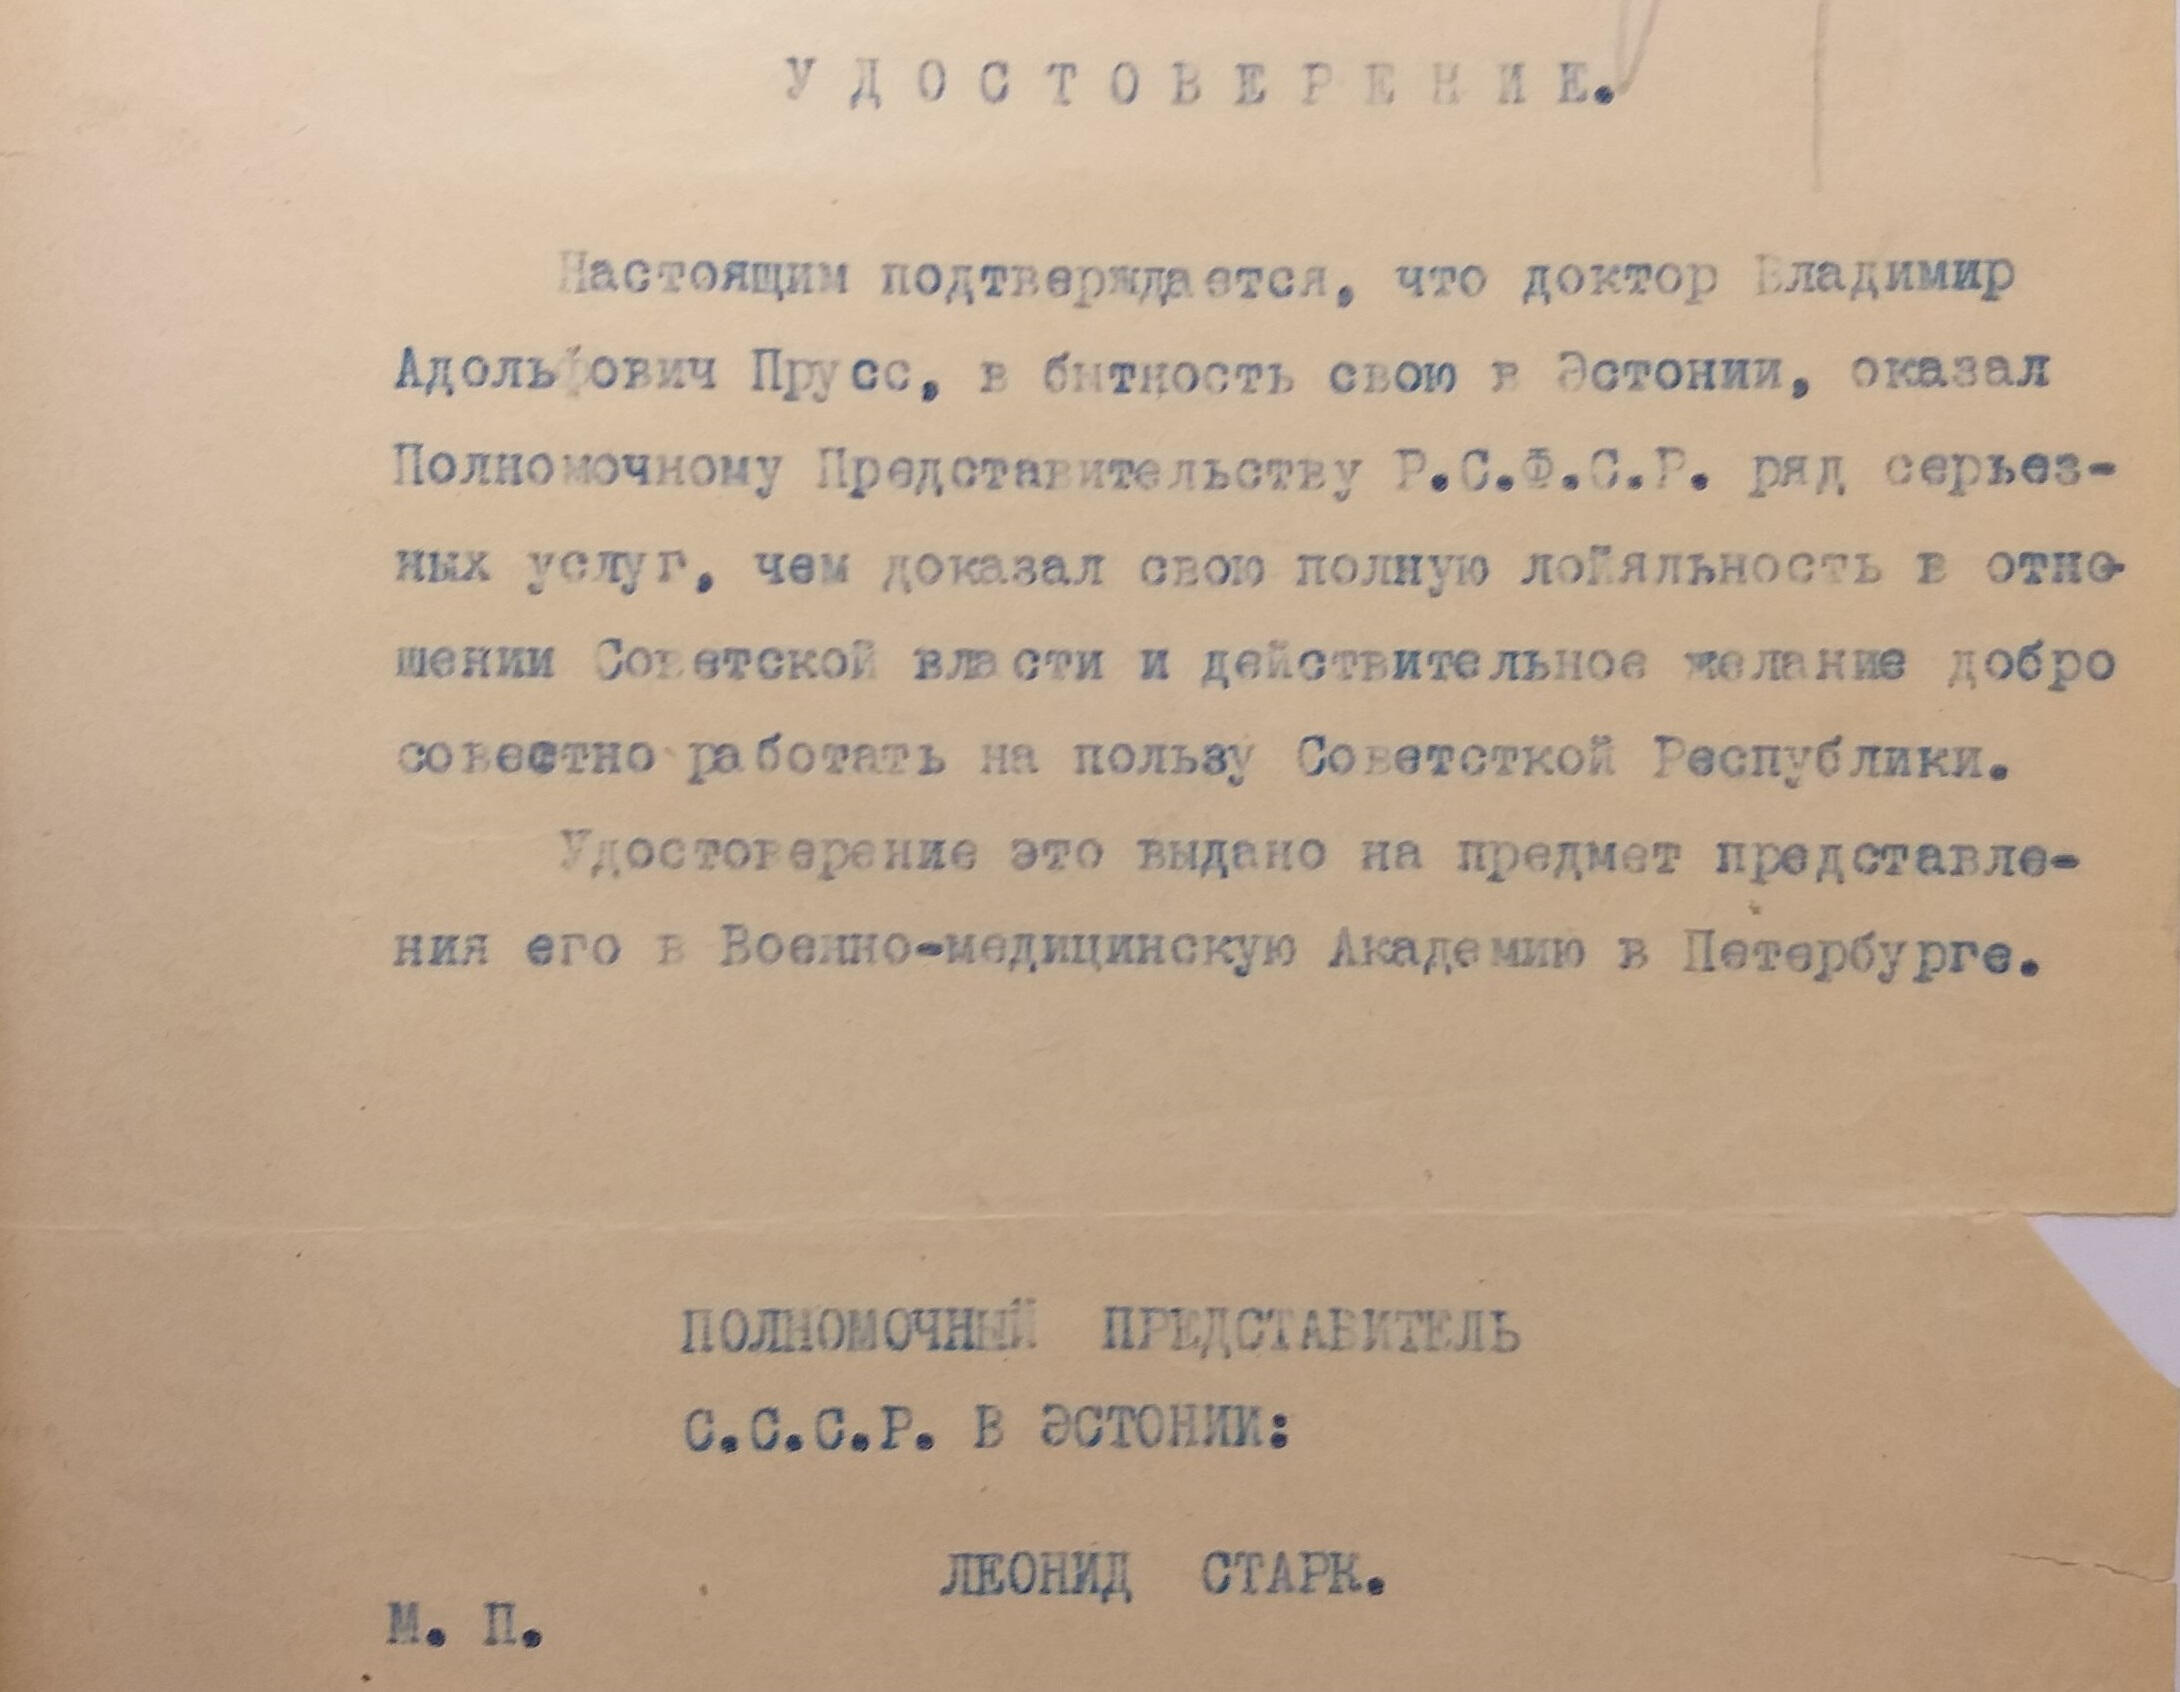 У Д О С Т О В Е Р Е Н И Е.
Настоящим подтверждается, что доктор Владимир
Адольфович Прусс, в бытность свою в Эстонии, оказал
Полномочному Представительству Р.С.Ф.С.Р. ряд серьез-
ных услуг, чем доказал свою полную лойяльность в отно-
шении Советской власти и действительное желание добро
совестно работать на пользу Советсткой Республики.
Удостоверение это выдано на предмет представле-
ния его в Военно-медицинскую Академию в Петербурге.
ПОЛНОМОЧНЫЙ ПРЕДСТАВИТЕЛЬ
С.С.С.Р. В ЭСТОНИИ:
ЛЕОНИД СТАРК.
М. П.